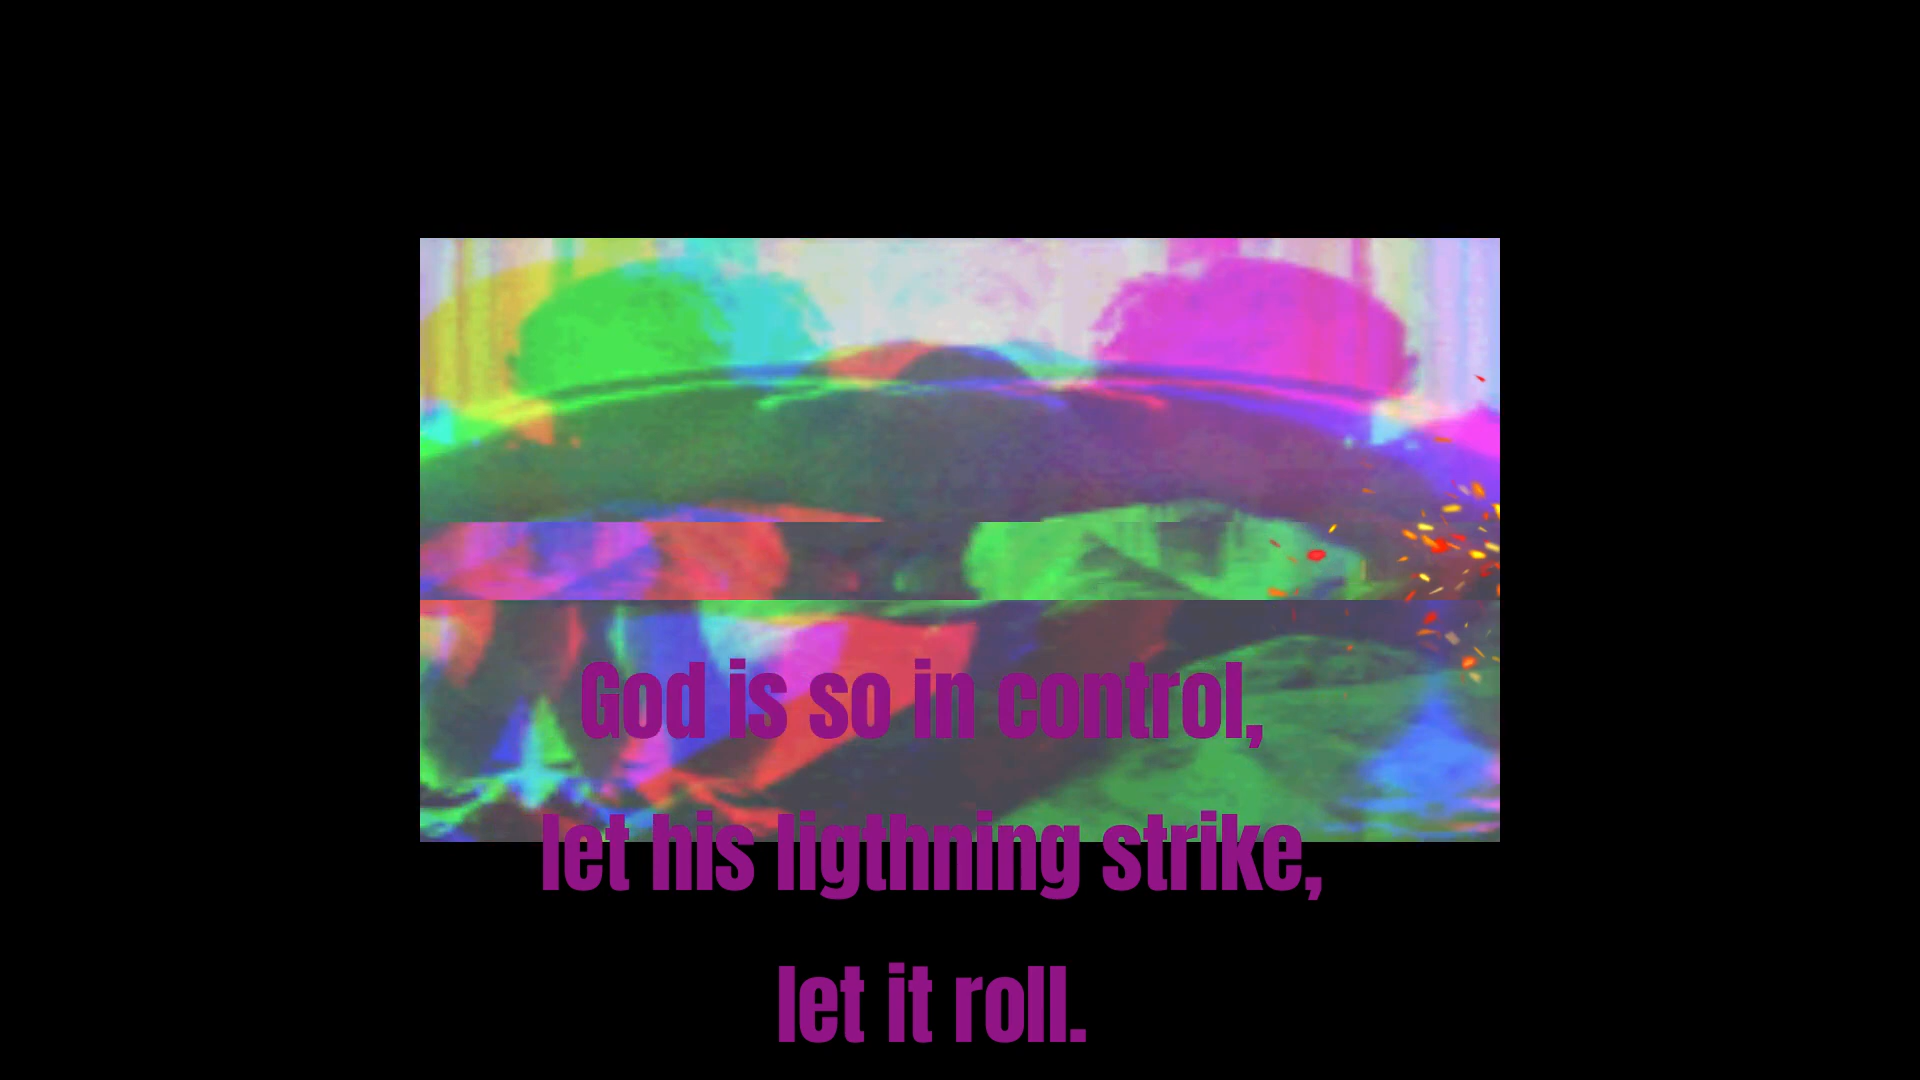 God is so in control,
let his ligthning strike,
let it roll.